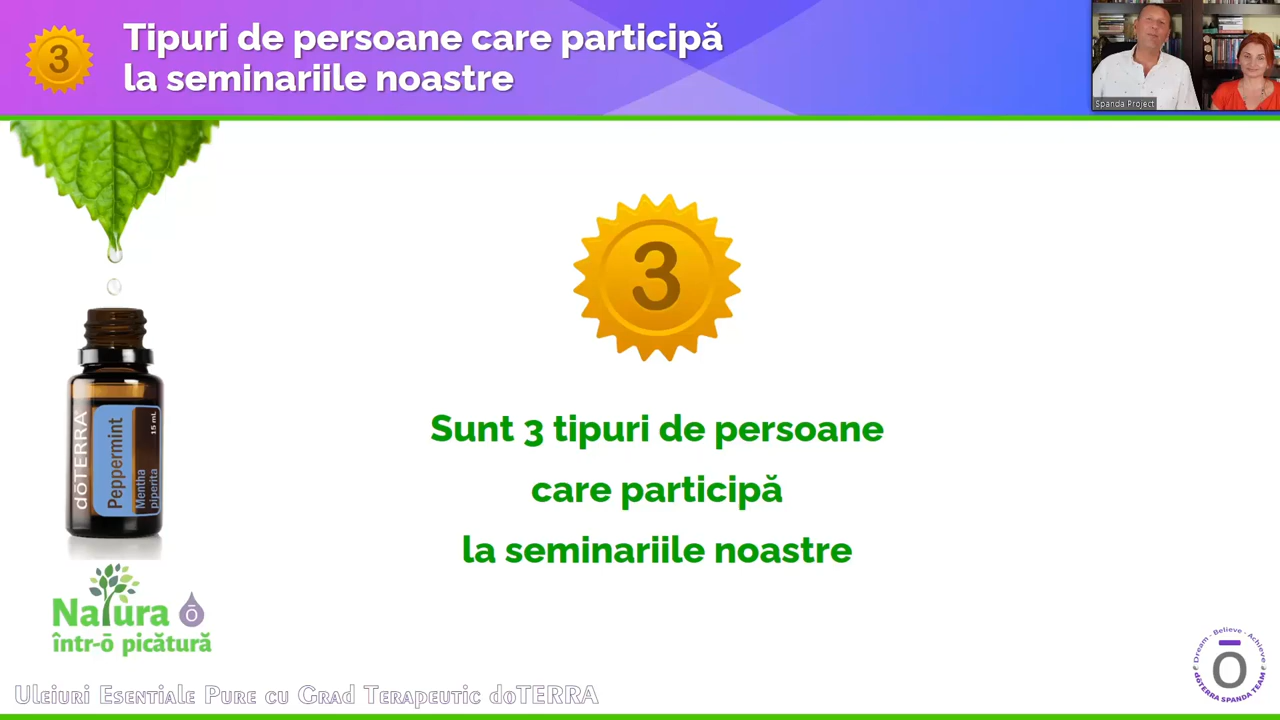 3
Tipuri de persoane care participă
la seminariile noastre
Spanda Project
3
Sunt 3 tipuri de persoane
care participă
la seminariile noastre
dōTERRA
Peppermint
Mentha
piperita
15 mL
Natura ō
într-ō picătură
Uleiuri Esentiale Pure cu Grad Terapeutic doTERRA
Dream - Believe - Achieve
Ō
dōTERRA SPANDA TEAM